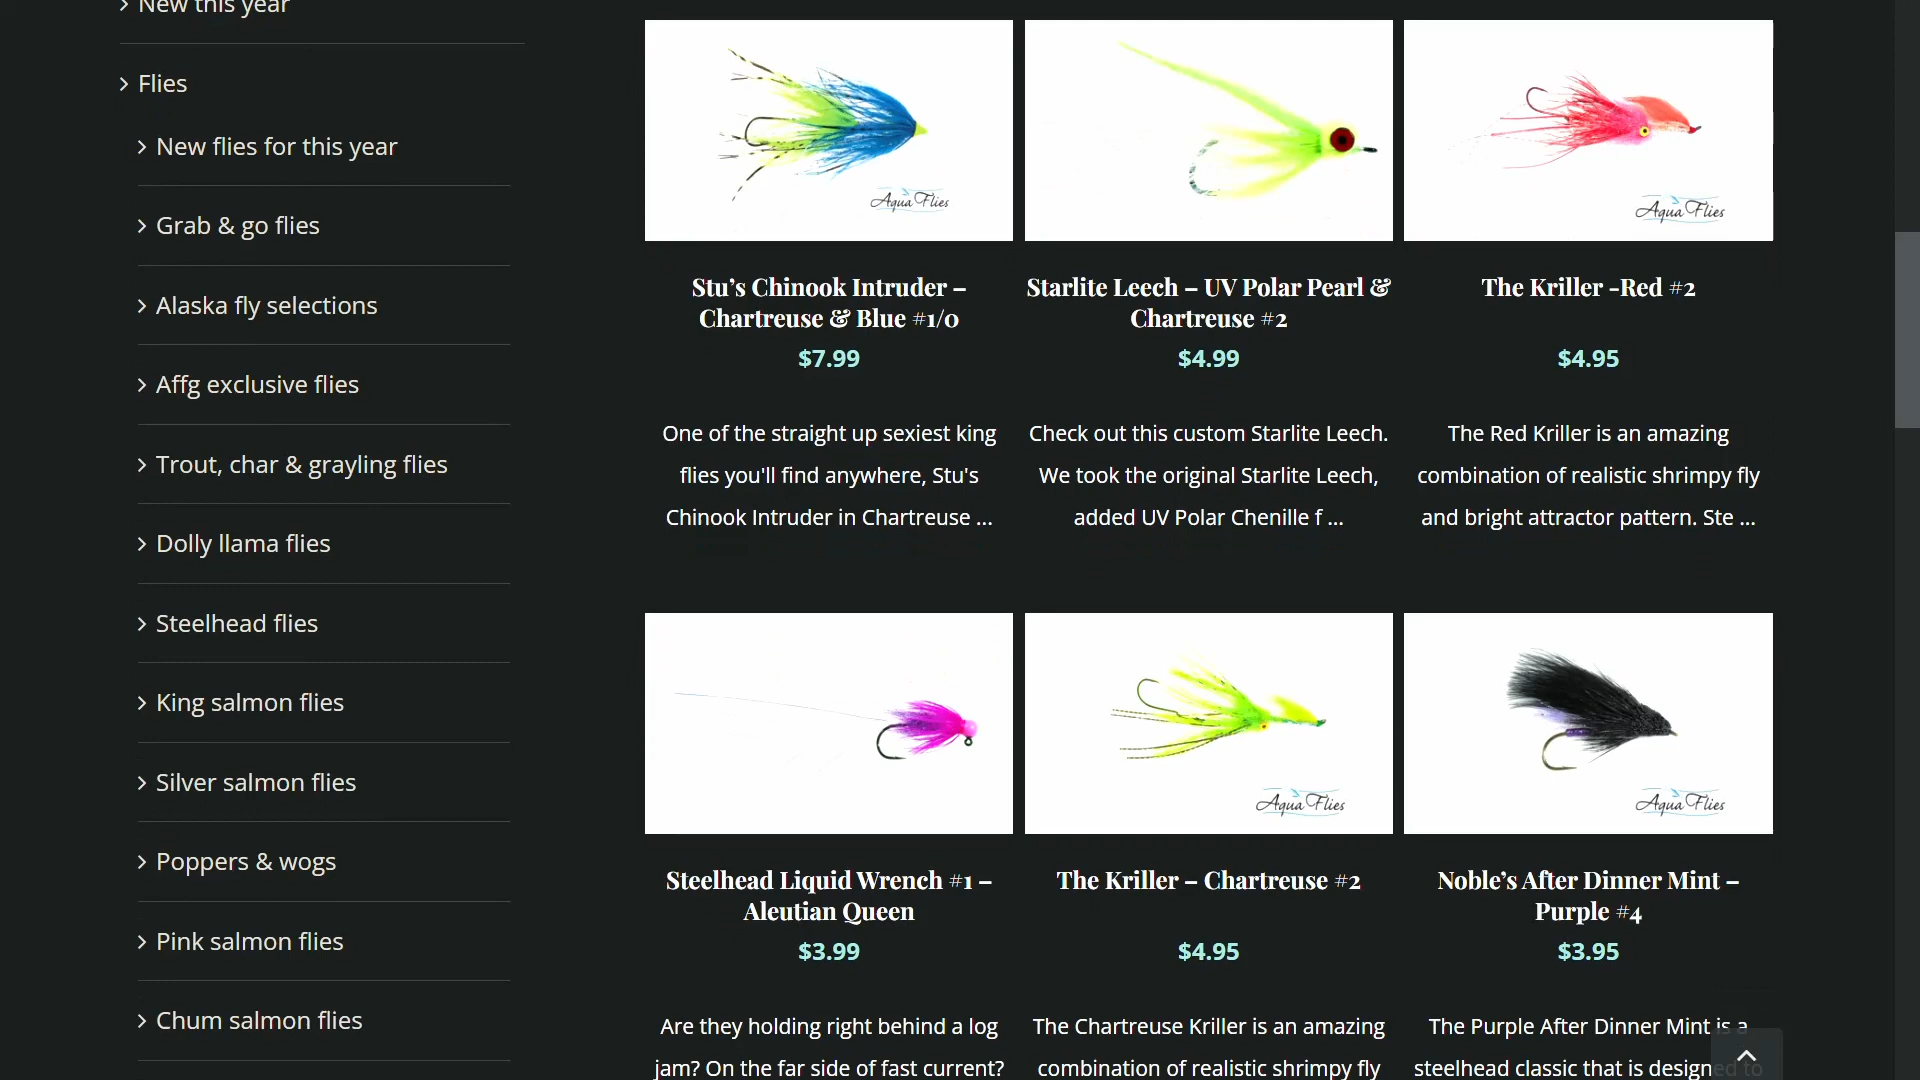 New this year
Flies
New flies for this year
Grab & go flies
Alaska fly selections
Affg exclusive flies
Trout, char & grayling flies
Dolly llama flies
Steelhead flies
King salmon flies
Silver salmon flies
Poppers & wogs
Pink salmon flies
Chum salmon flies
Aqua Flies
Stu’s Chinook Intruder –
Chartreuse & Blue #1/0
$7.99
One of the straight up sexiest king
flies you'll find anywhere, Stu's
Chinook Intruder in Chartreuse ...
Starlite Leech – UV Polar Pearl &
Chartreuse #2
$4.99
Check out this custom Starlite Leech.
We took the original Starlite Leech,
added UV Polar Chenille f ...
Aqua Flies
The Kriller -Red #2
$4.95
The Red Kriller is an amazing
combination of realistic shrimpy fly
and bright attractor pattern. Ste ...
Steelhead Liquid Wrench #1 –
Aleutian Queen
$3.99
Are they holding right behind a log
jam? On the far side of fast current?
Aqua Flies
The Kriller – Chartreuse #2
$4.95
The Chartreuse Kriller is an amazing
combination of realistic shrimpy fly
Aqua Flies
Noble’s After Dinner Mint –
Purple #4
$3.95
The Purple After Dinner Mint is a
steelhead classic that is designed to